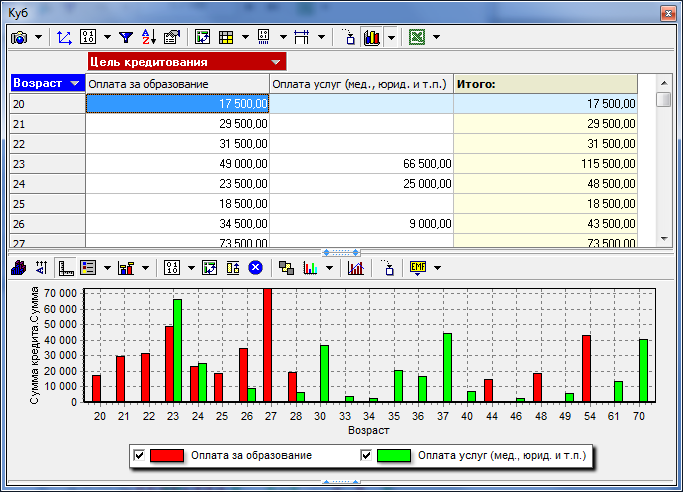 Куб
Цель кредитования
Возраст Оплата за образование Оплата услуг (мед., юрид. и т.п.) Итого:
20 17 500,00 17 500,00
21 29 500,00 29 500,00
22 31 500,00 31 500,00
23 49 000,00 66 500,00 115 500,00
24 23 500,00 25 000,00 48 500,00
25 18 500,00 18 500,00
26 34 500,00 9 000,00 43 500,00
27 73 500,00 73 500,00
EMF
Сумма кредита.Сумма
70 000
60 000
50 000
40 000
30 000
20 000
10 000
0
20 21 22 23 24 25 26 27 28 30 33 34 35 36 37 40 44 46 48 49 54 61 70
Возраст
Оплата за образование Оплата услуг (мед., юрид. и т.п.)